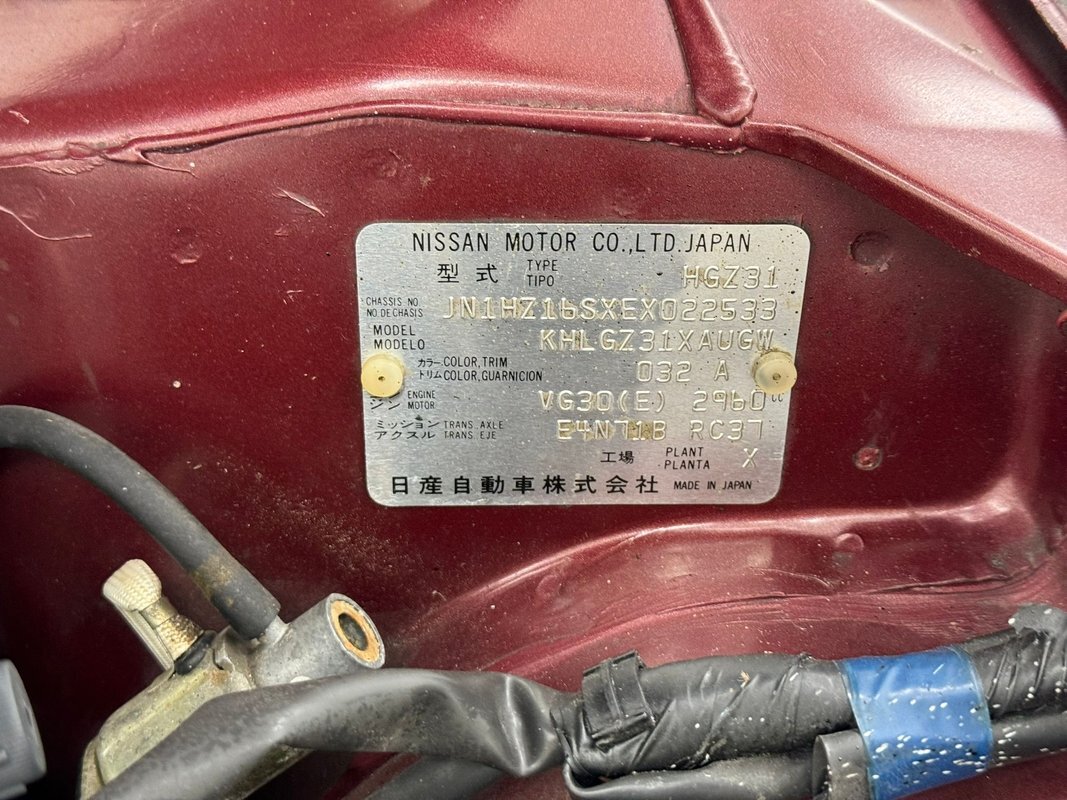 NISSAN MOTOR CO.,LTD.JAPAN
型式 TYPE TIPO HGZ31
CHASSIS NO NO.DE CHASIS JN1HZ16SXEX022533
MODEL MODELO KHLGZ31XAUGW
カラー COLOR, TRIM トリム COLOR, GUARNICION 032 A
ジン ENGINE MOTOR VG30(E) 2960 CC
ミッション TRANS. AXLE アクスル TRANS. EJE E4N71B RC37
工場 PLANT PLANTA X
日産自動車株式会社 MADE IN JAPAN